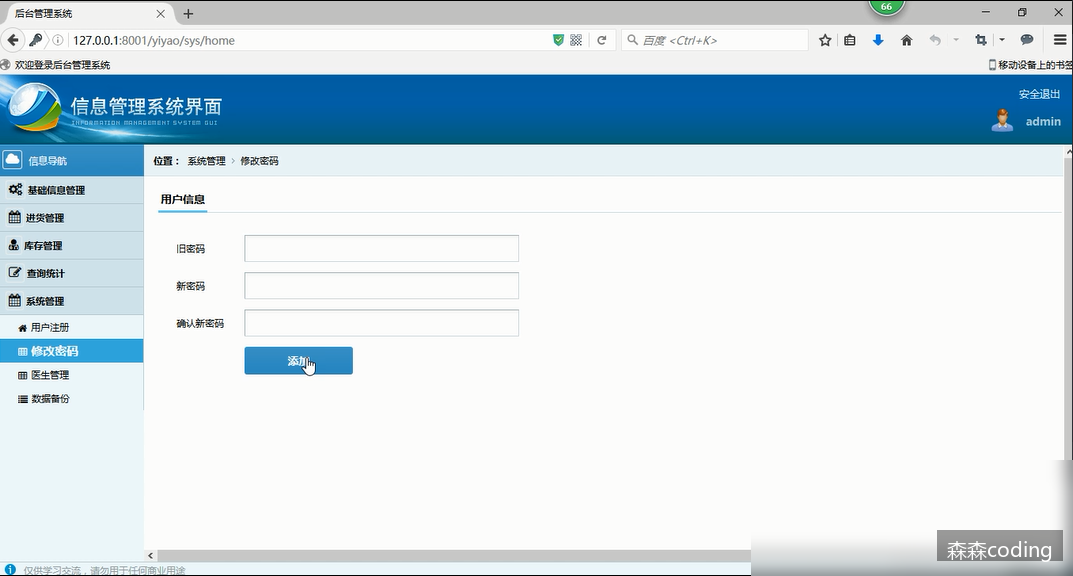 后台管理系统
66
127.0.0.1:8001/yiyao/sys/home
百度 <Ctrl+K>
欢迎登录后台管理系统
移动设备上的书签
信息管理系统界面
INFORMATION MANAGEMENT SYSTEM GUI
安全退出
admin
信息导航
位置： 系统管理 › 修改密码
基础信息管理
用户信息
进货管理
库存管理
旧密码
查询统计
新密码
系统管理
确认新密码
用户注册
修改密码
添加
医生管理
数据备份
森森coding
仅供学习交流，请勿用于任何商业用途